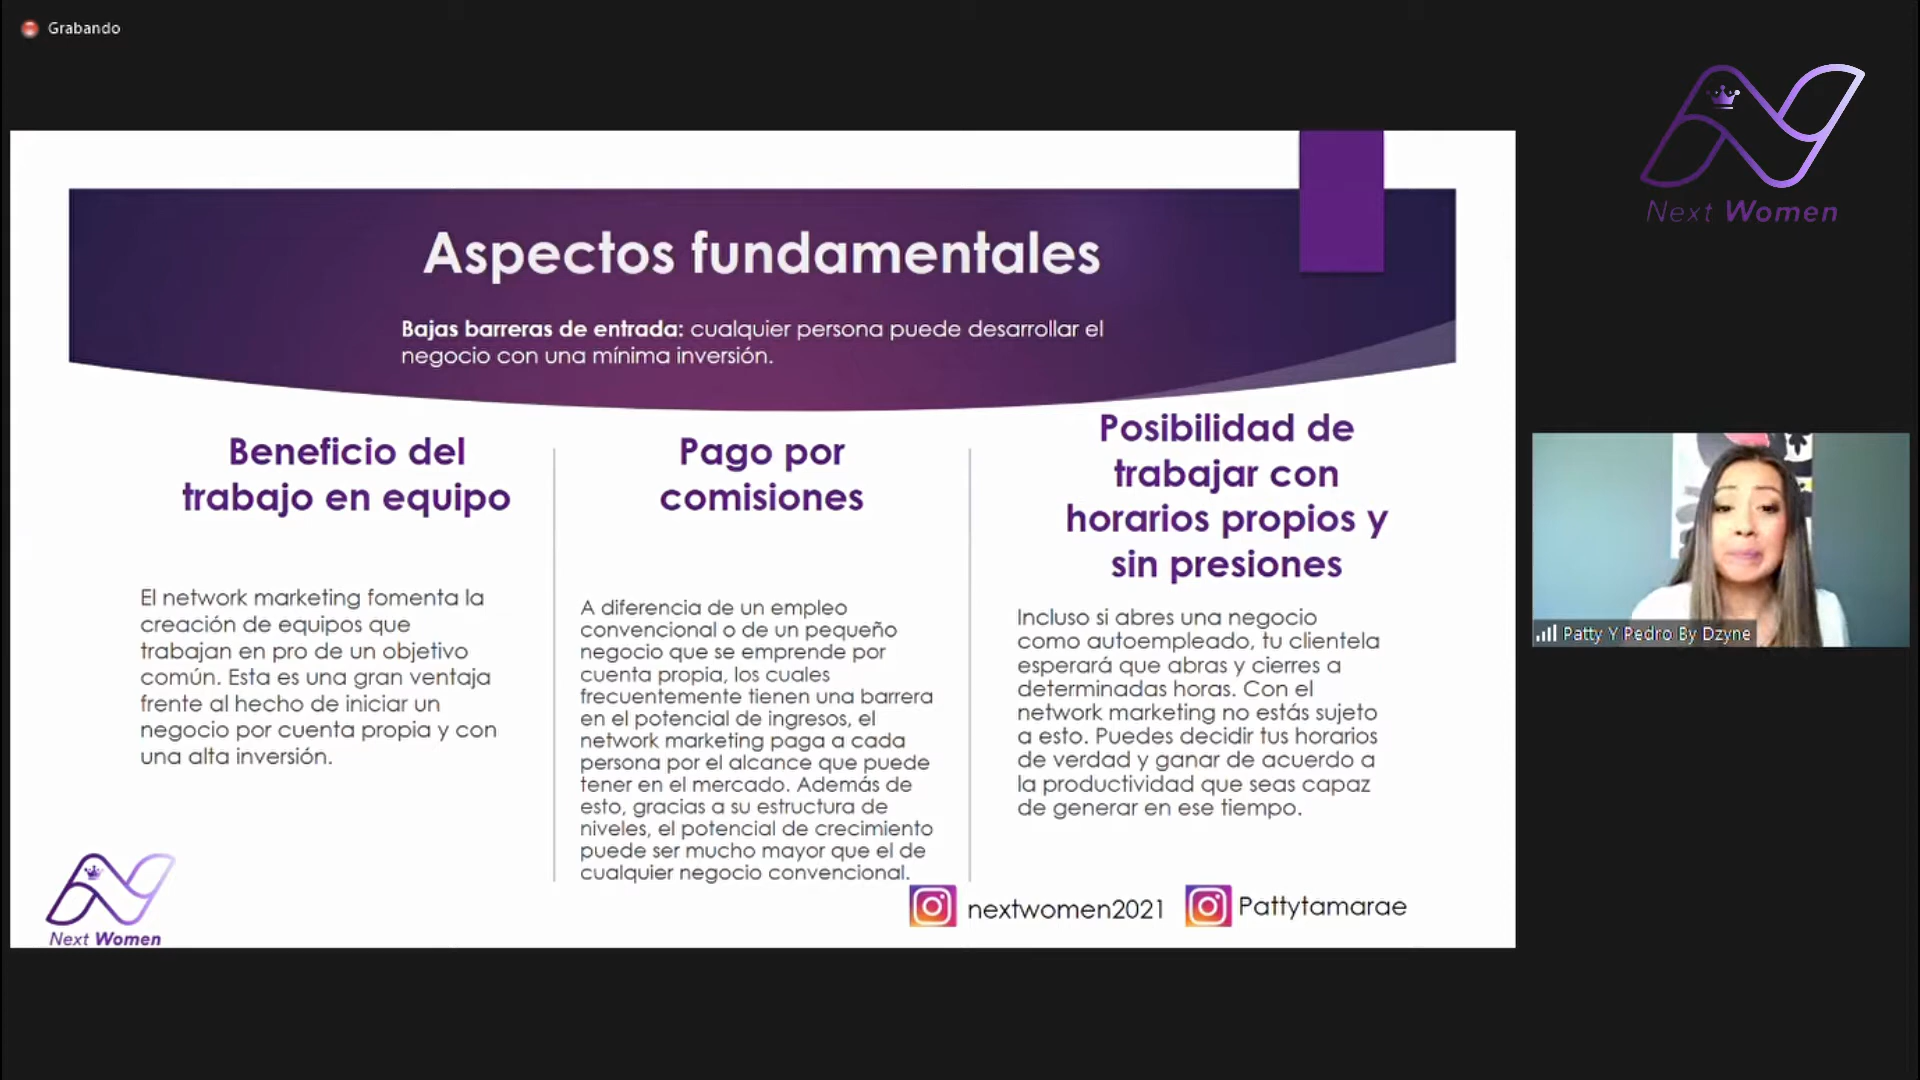 Grabando
Next Women
Aspectos fundamentales
Bajas barreras de entrada: cualquier persona puede desarrollar el
negocio con una mínima inversión.
Beneficio del
trabajo en equipo
El network marketing fomenta la
creación de equipos que
trabajan en pro de un objetivo
común. Esta es una gran ventaja
frente al hecho de iniciar un
negocio por cuenta propia y con
una alta inversión.
Pago por
comisiones
A diferencia de un empleo
convencional o de un pequeño
negocio que se emprende por
cuenta propia, los cuales
frecuentemente tienen una barrera
en el potencial de ingresos, el
network marketing paga a cada
persona por el alcance que puede
tener en el mercado. Además de
esto, gracias a su estructura de
niveles, el potencial de crecimiento
puede ser mucho mayor que el de
cualquier negocio convencional.
Posibilidad de
trabajar con
horarios propios y
sin presiones
Incluso si abres una negocio
como autoempleado, tu clientela
esperará que abras y cierres a
determinadas horas. Con el
network marketing no estás sujeto
a esto. Puedes decidir tus horarios
de verdad y ganar de acuerdo a
la productividad que seas capaz
de generar en ese tiempo.
Next Women
nextwomen2021
Pattytamarae
Patty Y Pedro By Dzyne